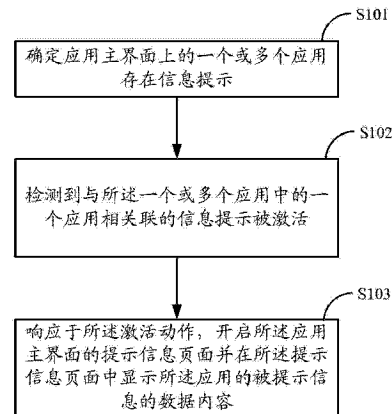 S101
确定应用主界面上的一个或多个应用
存在信息提示
S102
检测到与所述一个或多个应用中的一
个应用相关联的信息提示被激活
S103
响应于所述激活动作，开启所述应用
主界面的提示信息页面并在所述提示
信息页面中显示所述应用的被提示信
息的数据内容